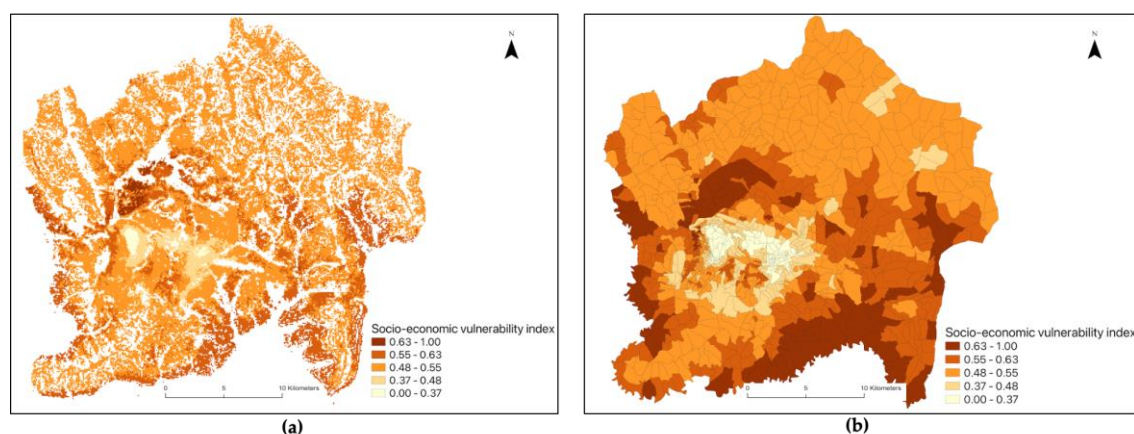 N
Socio-economic vulnerability index
0.63 - 1.00
0.55 - 0.63
0.48 - 0.55
0.37 - 0.48
0.00 - 0.37
0 5 10 Kilometers
(a)
N
Socio-economic vulnerability index
0.63 - 1.00
0.55 - 0.63
0.48 - 0.55
0.37 - 0.48
0.00 - 0.37
0 5 10 Kilometers
(b)